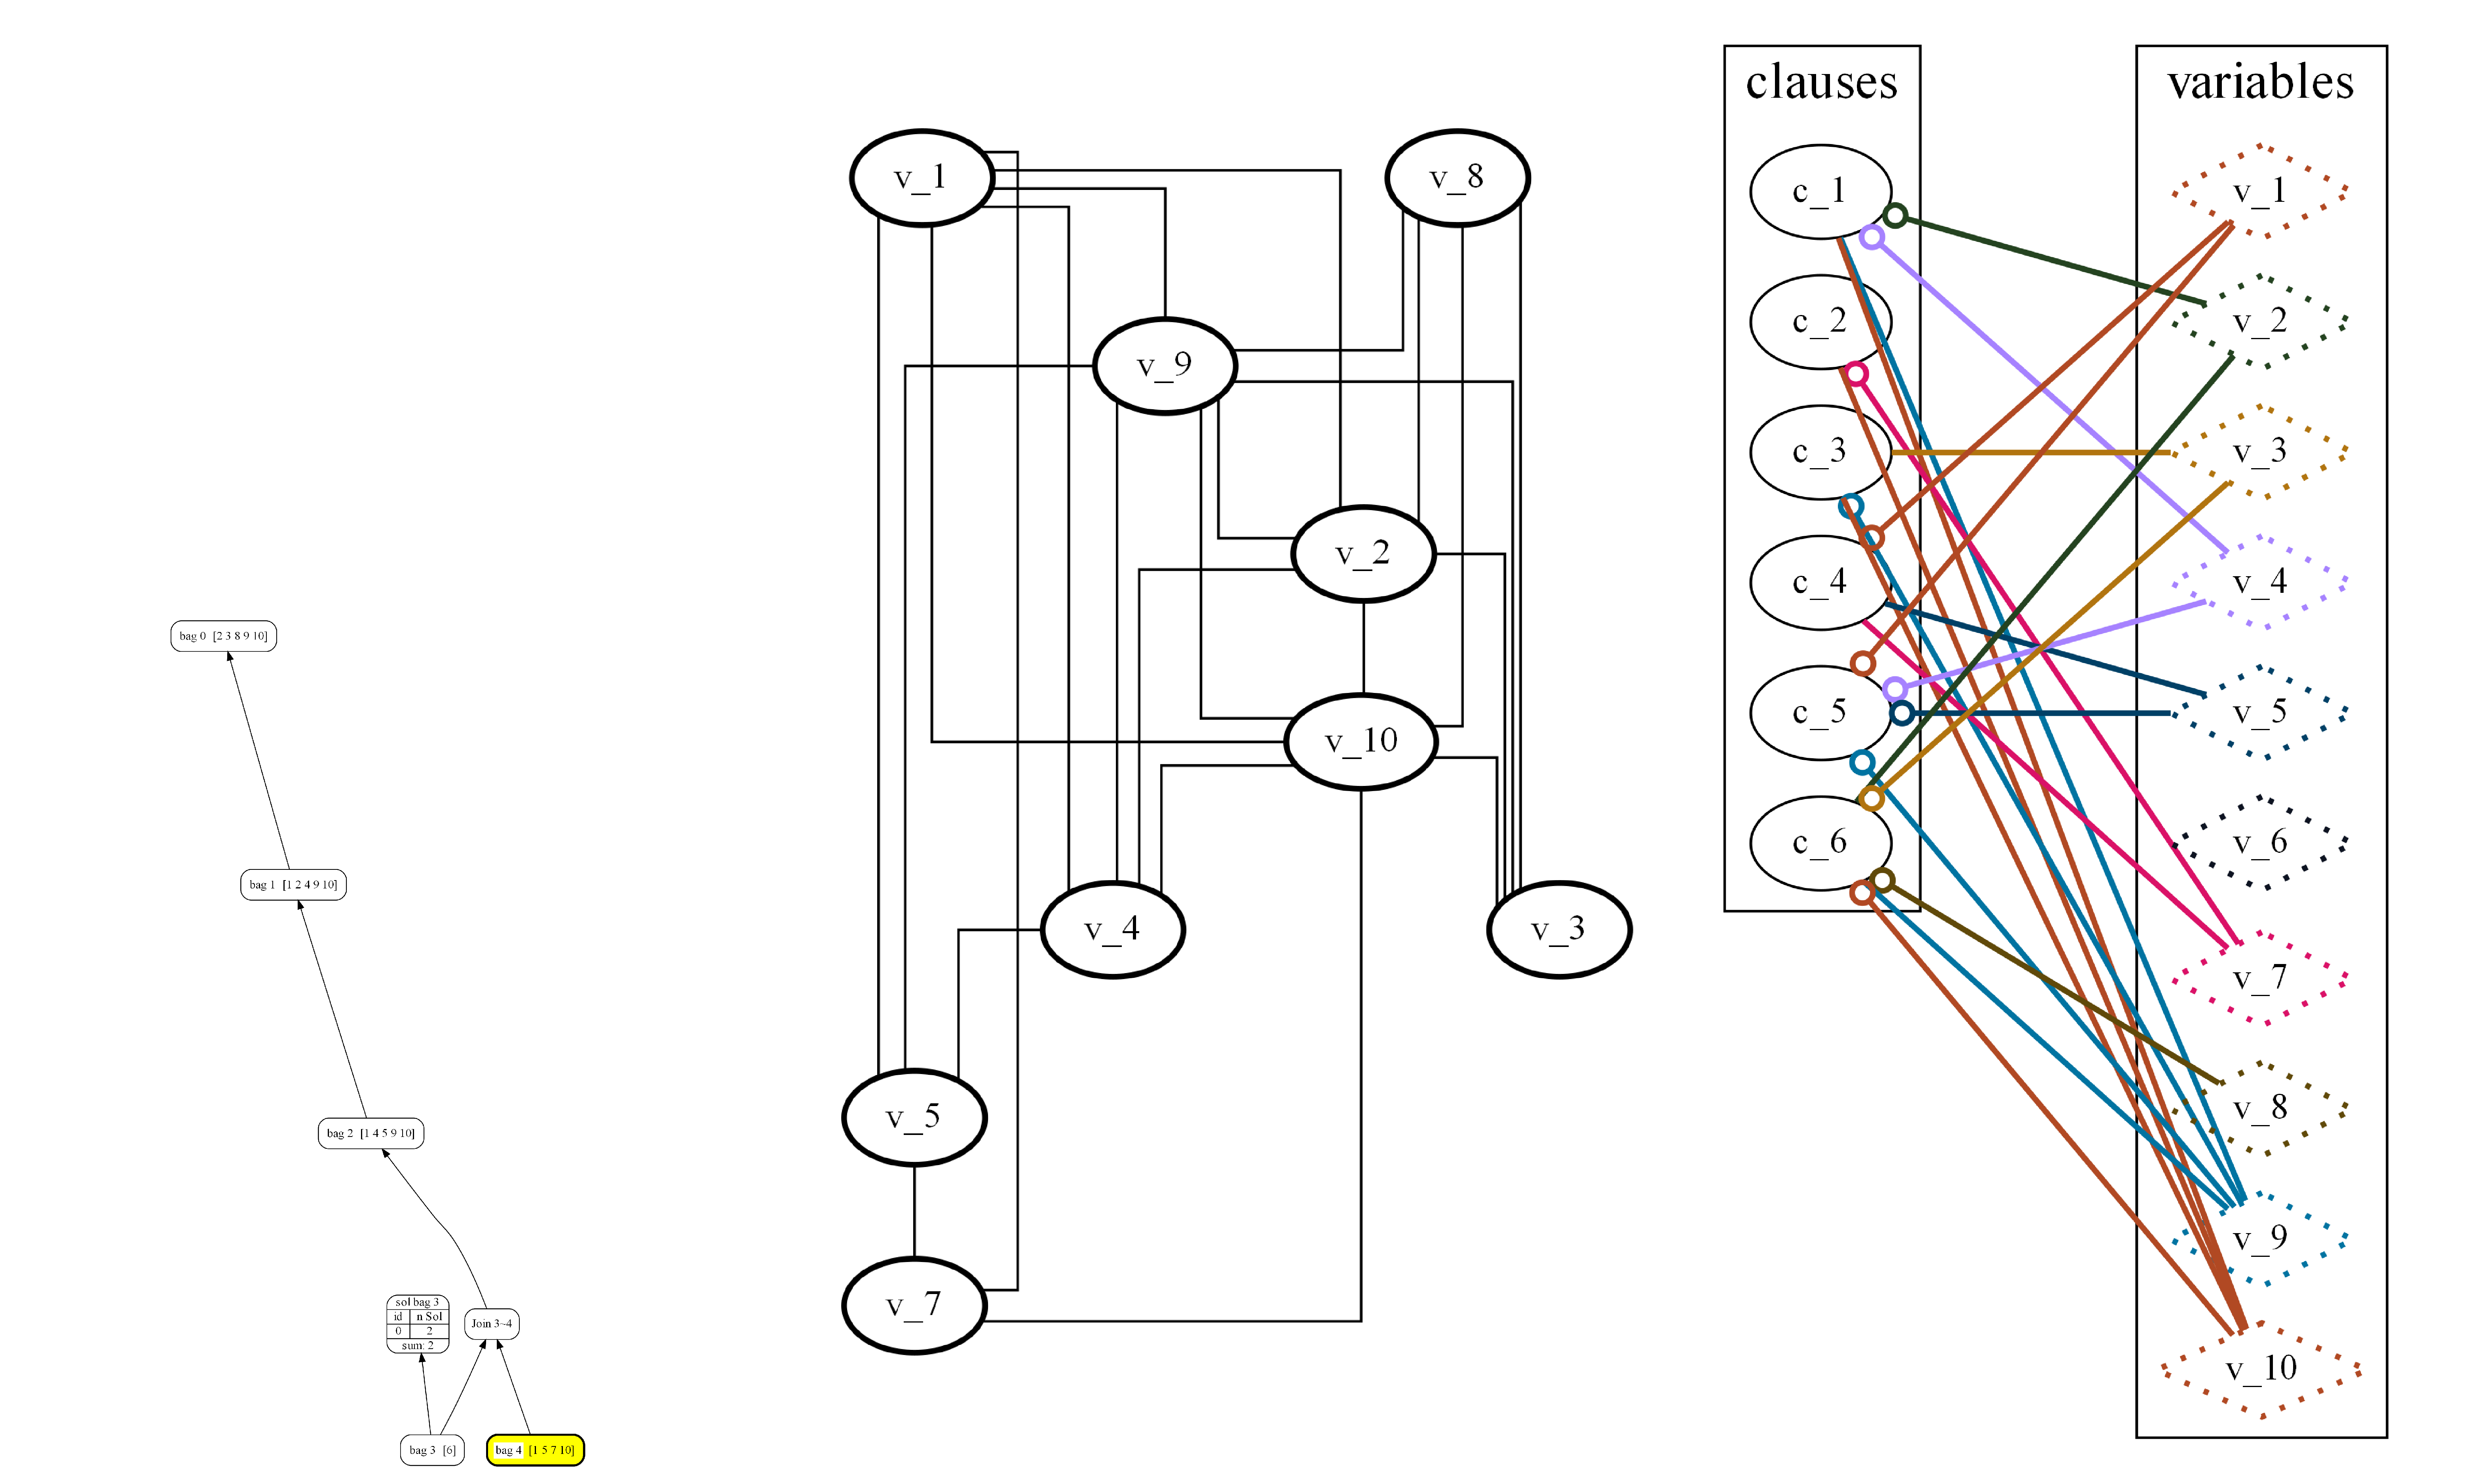 bag 0 [2 3 8 9 10]
bag 1 [1 2 4 9 10]
bag 2 [1 4 5 9 10]
sol bag 3
id n Sol
0 2
sum: 2
Join 3~4
bag 3 [6]
bag 4 [1 5 7 10]
v_1
v_8
v_9
v_2
v_10
v_4
v_3
v_5
v_7
clauses
c_1
c_2
c_3
c_4
c_5
c_6
variables
v_1
v_2
v_3
v_4
v_5
v_6
v_7
v_8
v_9
v_10